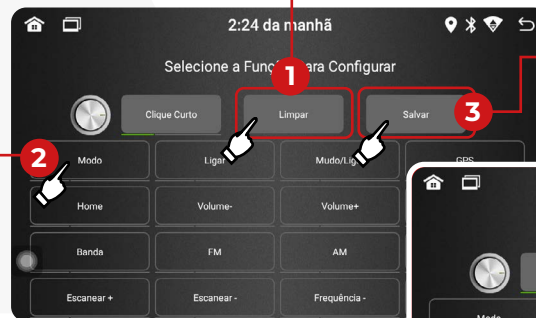 2:24 da manhã
Selecione a Função para Configurar
1
Clique Curto
Limpar
Salvar
3
2
Modo
Ligar
Mudo/Liga
GPS
Home
Volume-
Volume+
Banda
FM
AM
Escanear +
Escanear -
Frequência -
Modo